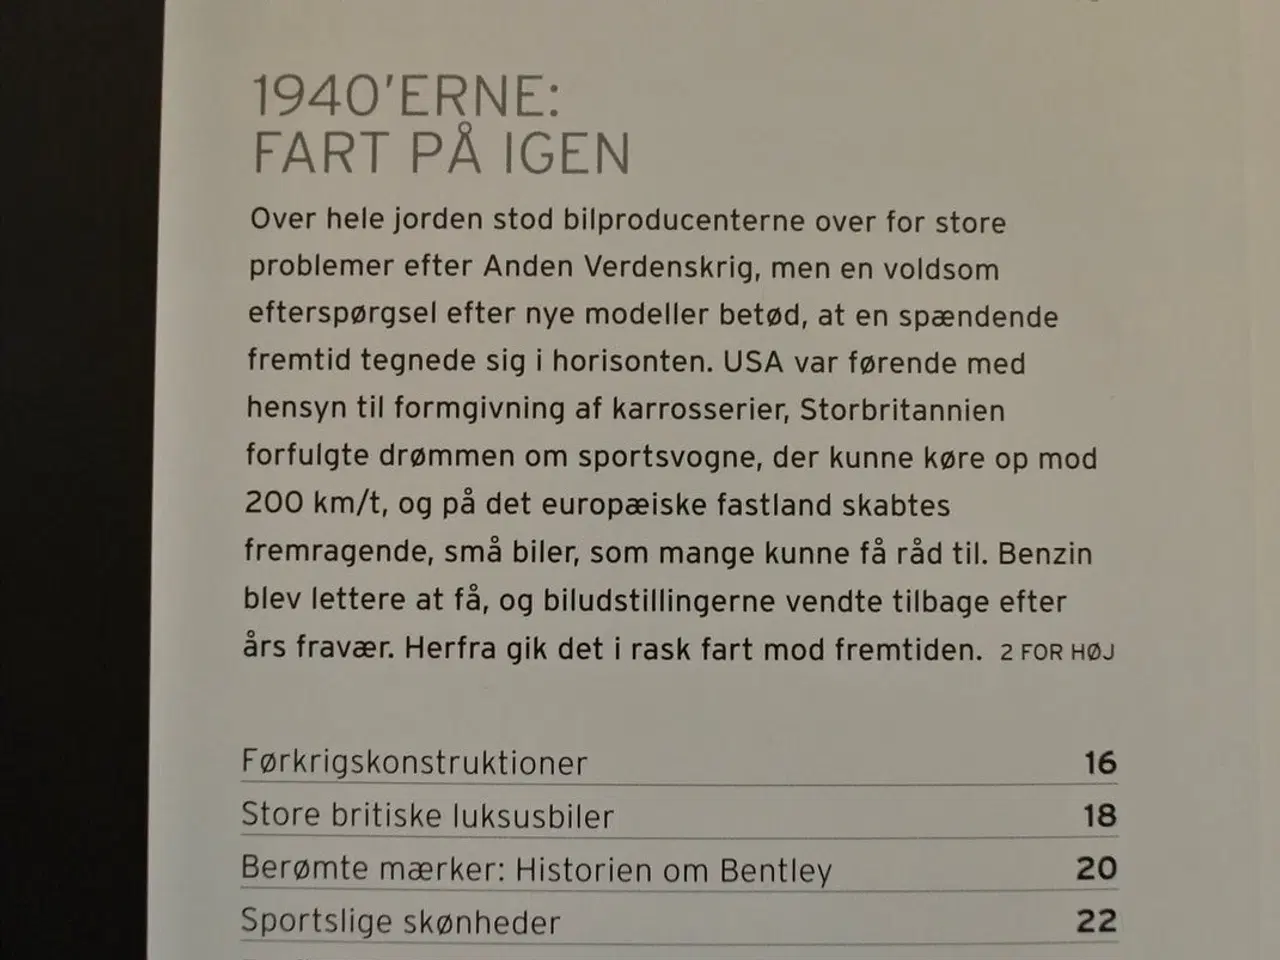 1940'ERNE:
FART PÅ IGEN
Over hele jorden stod bilproducenterne over for store
problemer efter Anden Verdenskrig, men en voldsom
efterspørgsel efter nye modeller betød, at en spændende
fremtid tegnede sig i horisonten. USA var førende med
hensyn til formgivning af karrosserier, Storbritannien
forfulgte drømmen om sportsvogne, der kunne køre op mod
200 km/t, og på det europæiske fastland skabtes
fremragende, små biler, som mange kunne få råd til. Benzin
blev lettere at få, og biludstillingerne vendte tilbage efter
års fravær. Herfra gik det i rask fart mod fremtiden. 2 FOR HØJ
Førkrigskonstruktioner 16
Store britiske luksusbiler 18
Berømte mærker: Historien om Bentley 20
Sportslige skønheder 22